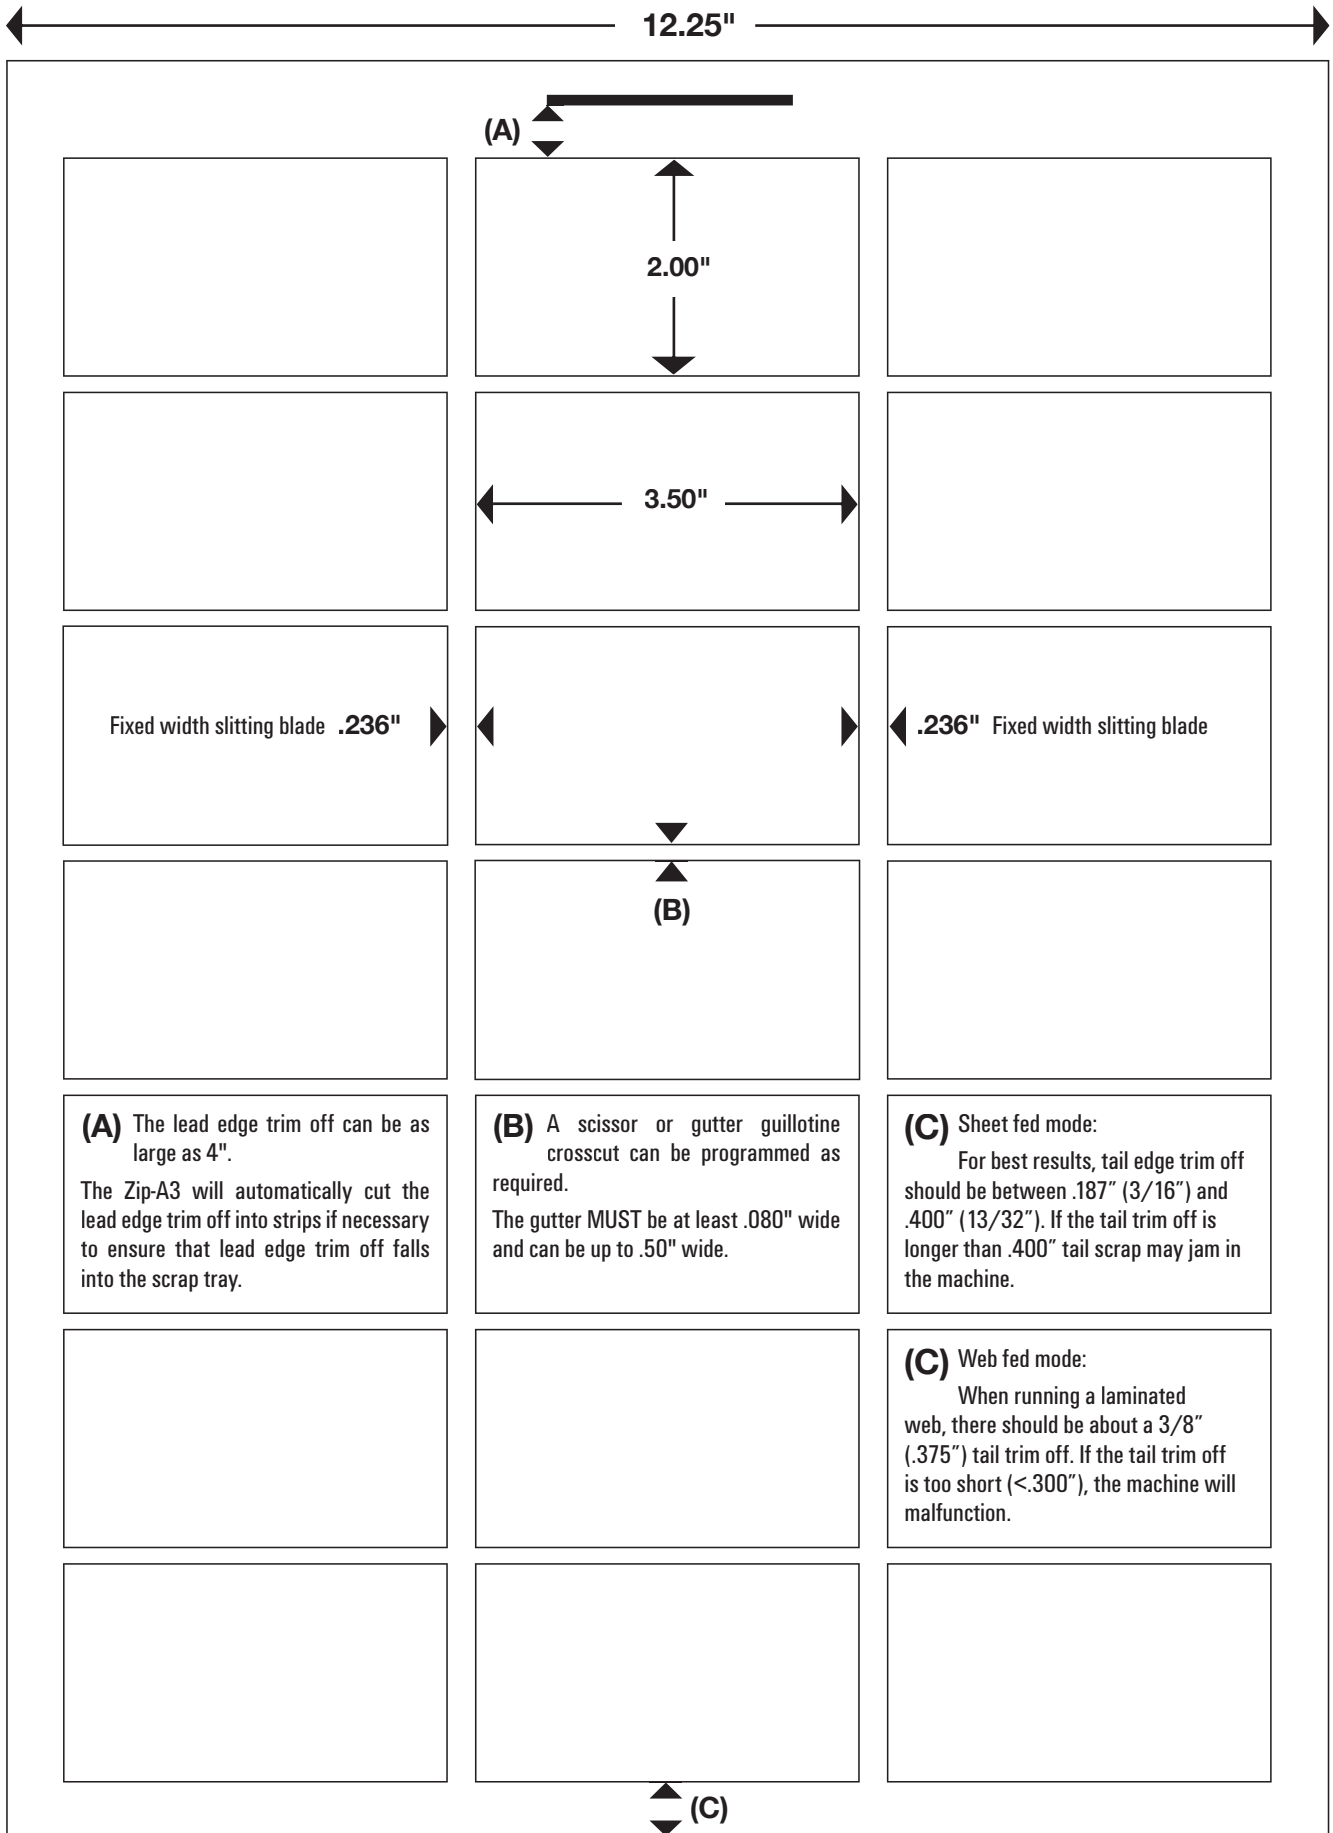 12.25"
(A)
2.00"
3.50"
Fixed width slitting blade .236"
.236" Fixed width slitting blade
(B)
(A) The lead edge trim off can be as
large as 4".
The Zip-A3 will automatically cut the
lead edge trim off into strips if necessary
to ensure that lead edge trim off falls
into the scrap tray.
(B) A scissor or gutter guillotine
crosscut can be programmed as
required.
The gutter MUST be at least .080" wide
and can be up to .50" wide.
(C) Sheet fed mode:
For best results, tail edge trim off
should be between .187″ (3/16″) and
.400″ (13/32″). If the tail trim off is
longer than .400″ tail scrap may jam in
the machine.
(C) Web fed mode:
When running a laminated
web, there should be about a 3/8″
(.375″) tail trim off. If the tail trim off
is too short (<.300″), the machine will
malfunction.
(C)